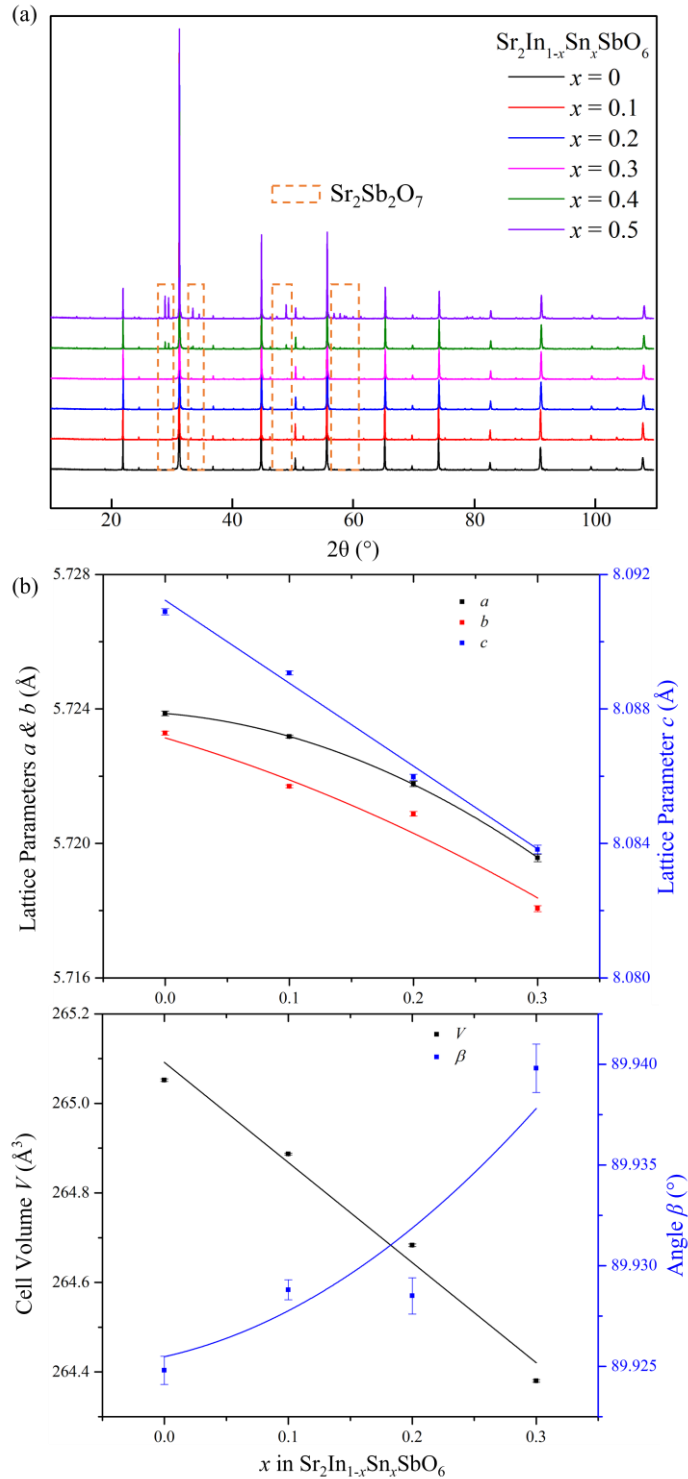 (a)
Sr₂In₁₋ₓSnₓSbO₆
x = 0
x = 0.1
x = 0.2
x = 0.3
x = 0.4
x = 0.5
Sr₂Sb₂O₇
20 40 60 80 100
2θ (°)
(b)
5.728
5.724
5.720
5.716
Lattice Parameters a & b (Å)
a
b
c
8.092
8.088
8.084
8.080
Lattice Parameter c (Å)
0.0 0.1 0.2 0.3
265.2
265.0
264.8
264.6
264.4
Cell Volume V (Å³)
V
β
89.940
89.935
89.930
89.925
Angle β (°)
0.0 0.1 0.2 0.3
x in Sr₂In₁₋ₓSnₓSbO₆